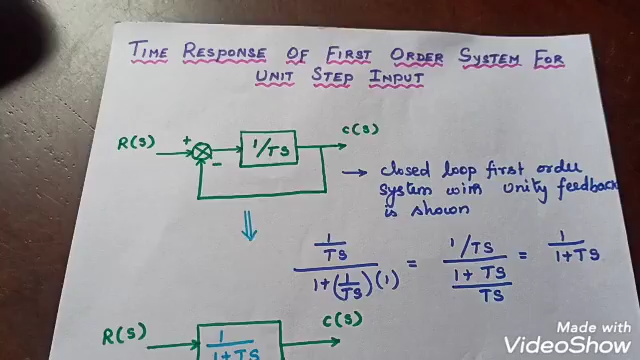 TIME RESPONSE OF FIRST ORDER SYSTEM FOR
UNIT STEP INPUT
R(S) + - 1/TS C(S)
→ closed loop first order
system with unity feedback
is shown
⇓
1/TS / 1+(1/TS)(1) = 1/TS / 1+TS/TS = 1/1+TS
R(S) 1/1+TS C(S)
Made with
VideoShow